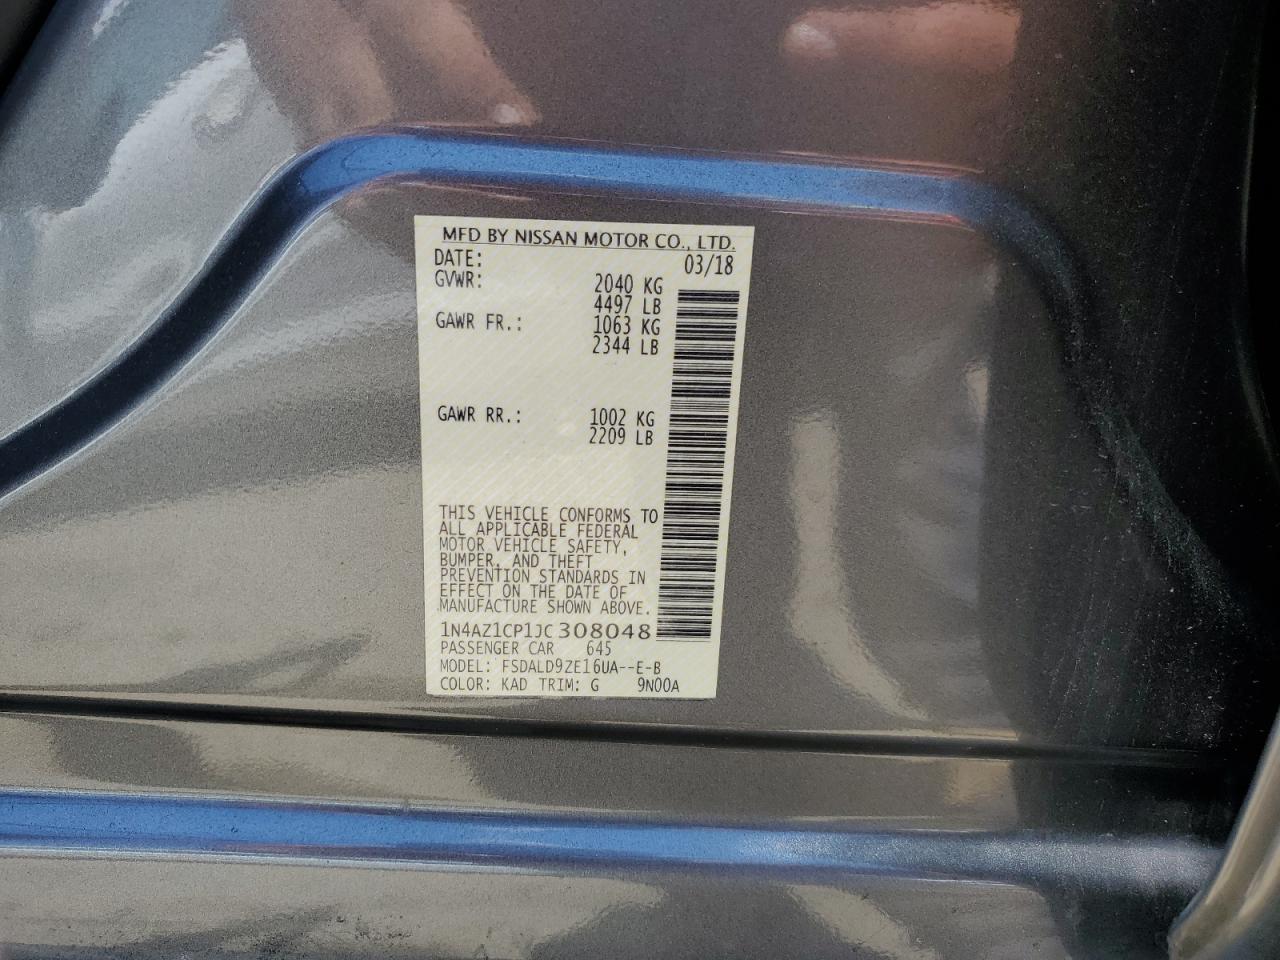 MFD BY NISSAN MOTOR CO., LTD.
DATE: 03/18
GVWR: 2040 KG
4497 LB
GAWR FR.: 1063 KG
2344 LB
GAWR RR.: 1002 KG
2209 LB
THIS VEHICLE CONFORMS TO
ALL APPLICABLE FEDERAL
MOTOR VEHICLE SAFETY,
BUMPER, AND THEFT
PREVENTION STANDARDS IN
EFFECT ON THE DATE OF
MANUFACTURE SHOWN ABOVE.
1N4AZ1CP1JC308048
PASSENGER CAR 645
MODEL: FSDALD9ZE16UA--E-B
COLOR: KAD TRIM: G 9N00A